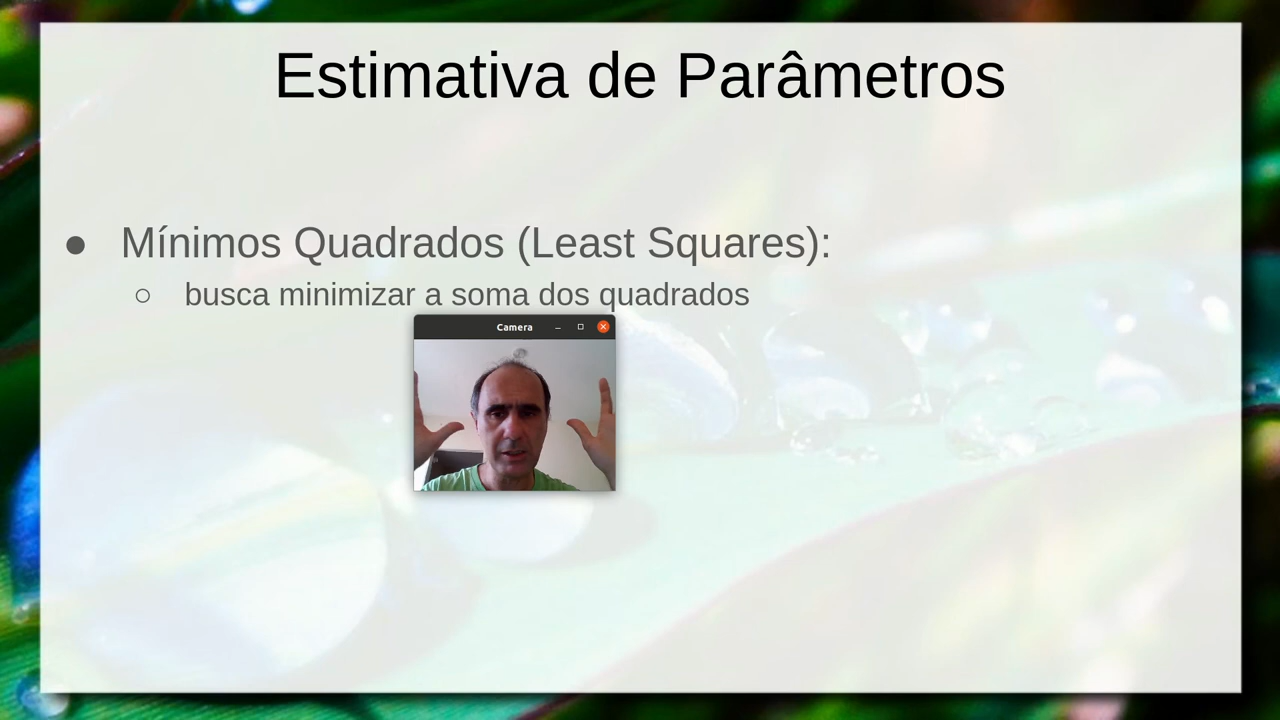 Estimativa de Parâmetros
● Mínimos Quadrados (Least Squares):
○ busca minimizar a soma dos quadrados
Camera